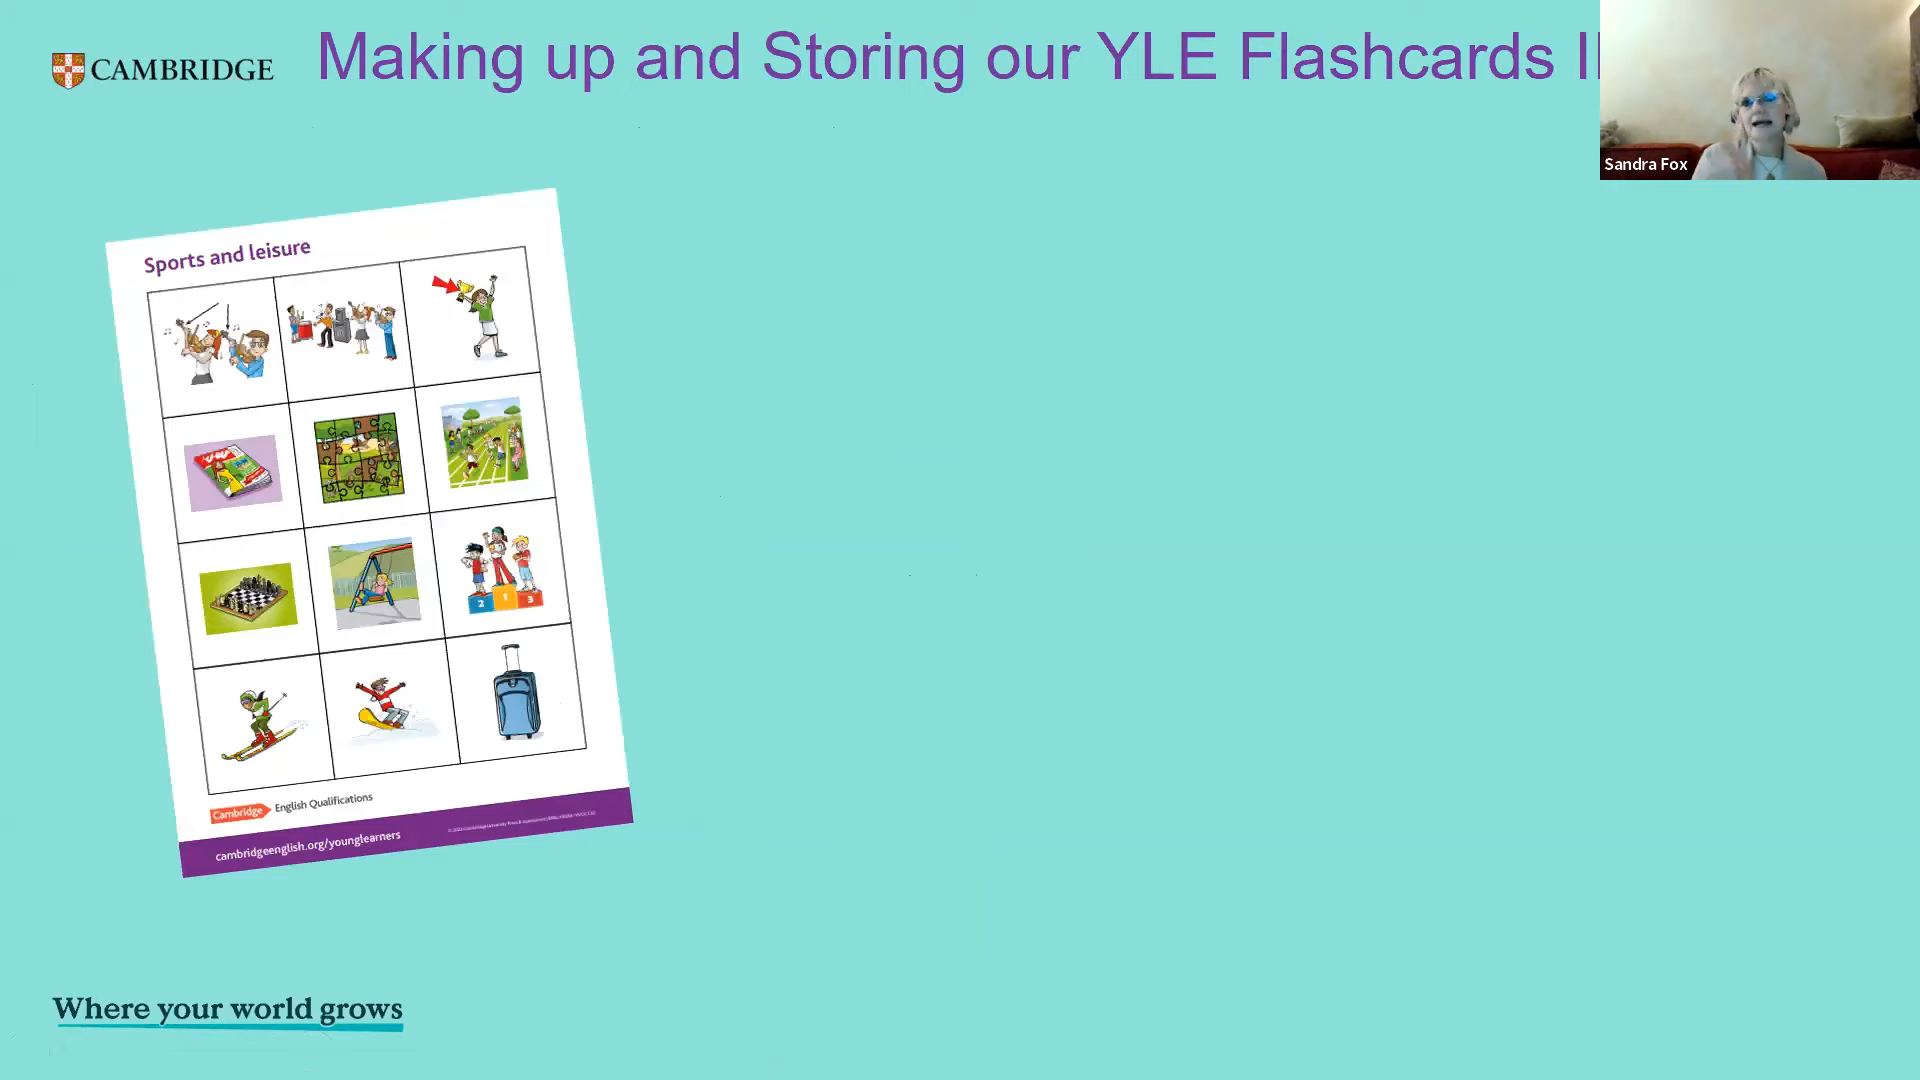 CAMBRIDGE
Making up and Storing our YLE Flashcards
Sandra Fox
Sports and leisure
2 1 3
Cambridge English Qualifications
cambridgeenglish.org/younglearners
Where your world grows